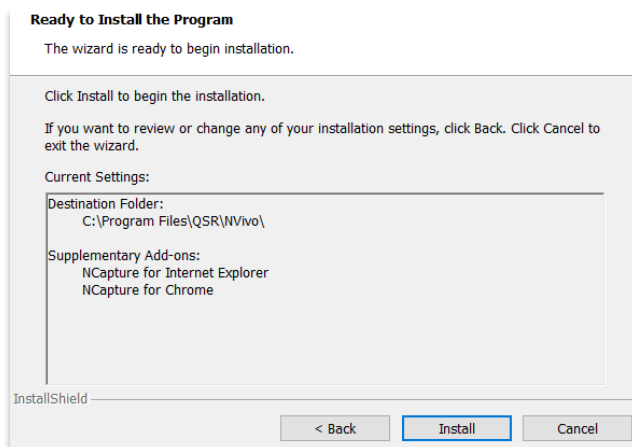 Ready to Install the Program
The wizard is ready to begin installation.
Click Install to begin the installation.
If you want to review or change any of your installation settings, click Back. Click Cancel to
exit the wizard.
Current Settings:
Destination Folder:
C:\Program Files\QSR\NVivo\
Supplementary Add-ons:
NCapture for Internet Explorer
NCapture for Chrome
InstallShield
< Back
Install
Cancel